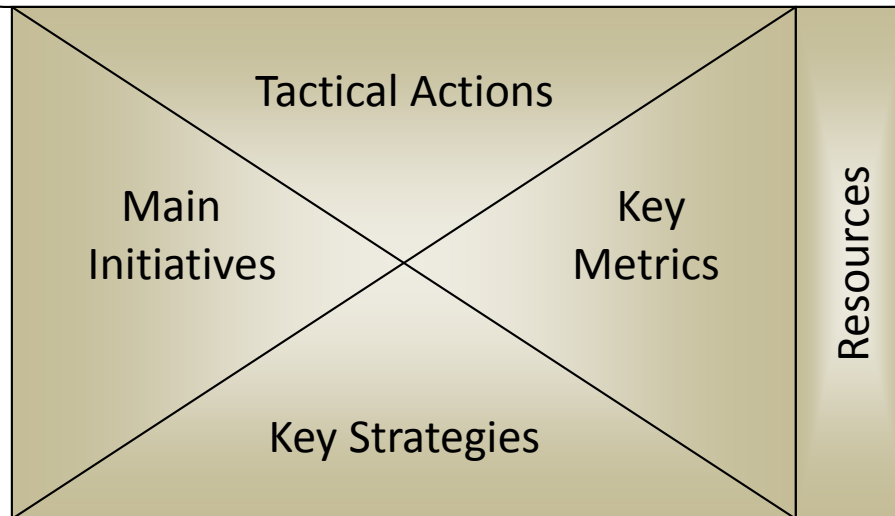 Tactical Actions
Main
Initiatives
Key
Metrics
Resources
Key Strategies